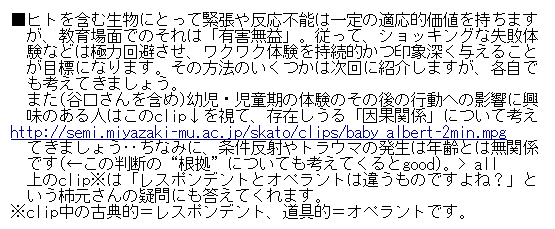 ■ヒトを含む生物にとって緊張や反応不能は一定の適応的価値を持ちます
が、教育場面でのそれは「有害無益」。従って、ショッキングな失敗体
験などは極力回避させ、ワクワク体験を持続的かつ印象深く与えること
が目標になります。その方法のいくつかは次回に紹介しますが、各自で
も考えてきましょう。
また(谷口さんを含め)幼児・児童期の体験のその後の行動への影響に興
味のある人はこのclip↓を視て、存在しうる「因果関係」について考え
http://semi.miyazaki-mu.ac.jp/skato/clips/baby_albert-2min.mpg
てきましょう‥ちなみに、条件反射やトラウマの発生は年齢とは無関係
です(←この判断の“根拠”についても考えてくるとgood)。> all
上のclip※は「レスポンデントとオペラントは違うものですよね？」と
いう柿元さんの疑問にも答えてくれます。
※clip中の古典的＝レスポンデント、道具的＝オペラントです。